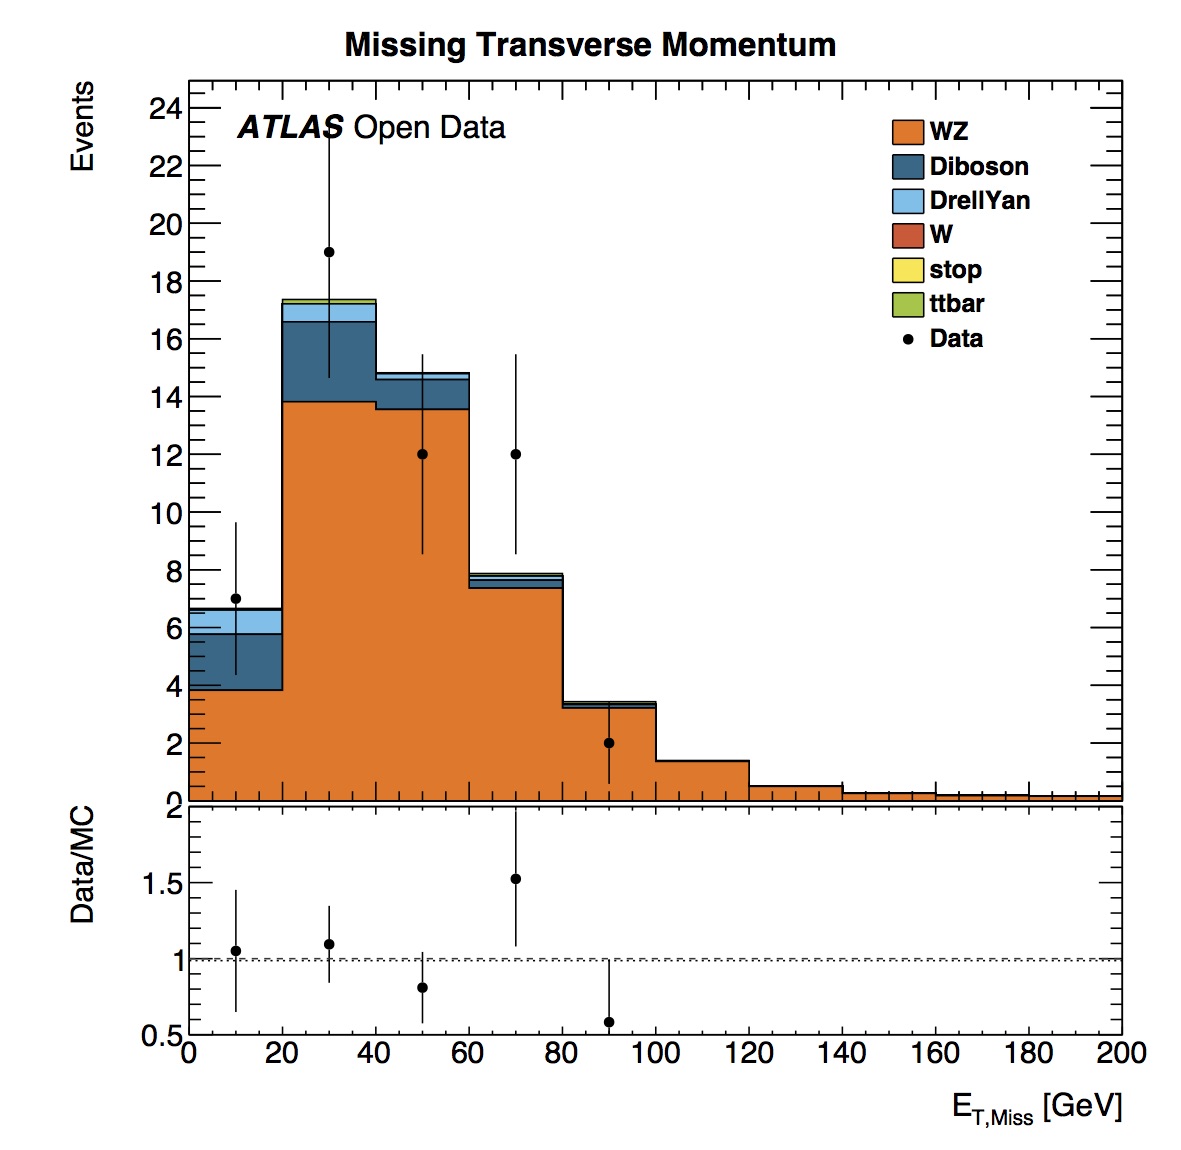 Missing Transverse Momentum
Events
24
22
20
18
16
14
12
10
8
6
4
2
0
ATLAS Open Data
WZ
Diboson
DrellYan
W
stop
ttbar
Data
Data/MC
2
1.5
1
0.5
0 20 40 60 80 100 120 140 160 180 200
E_T,Miss [GeV]